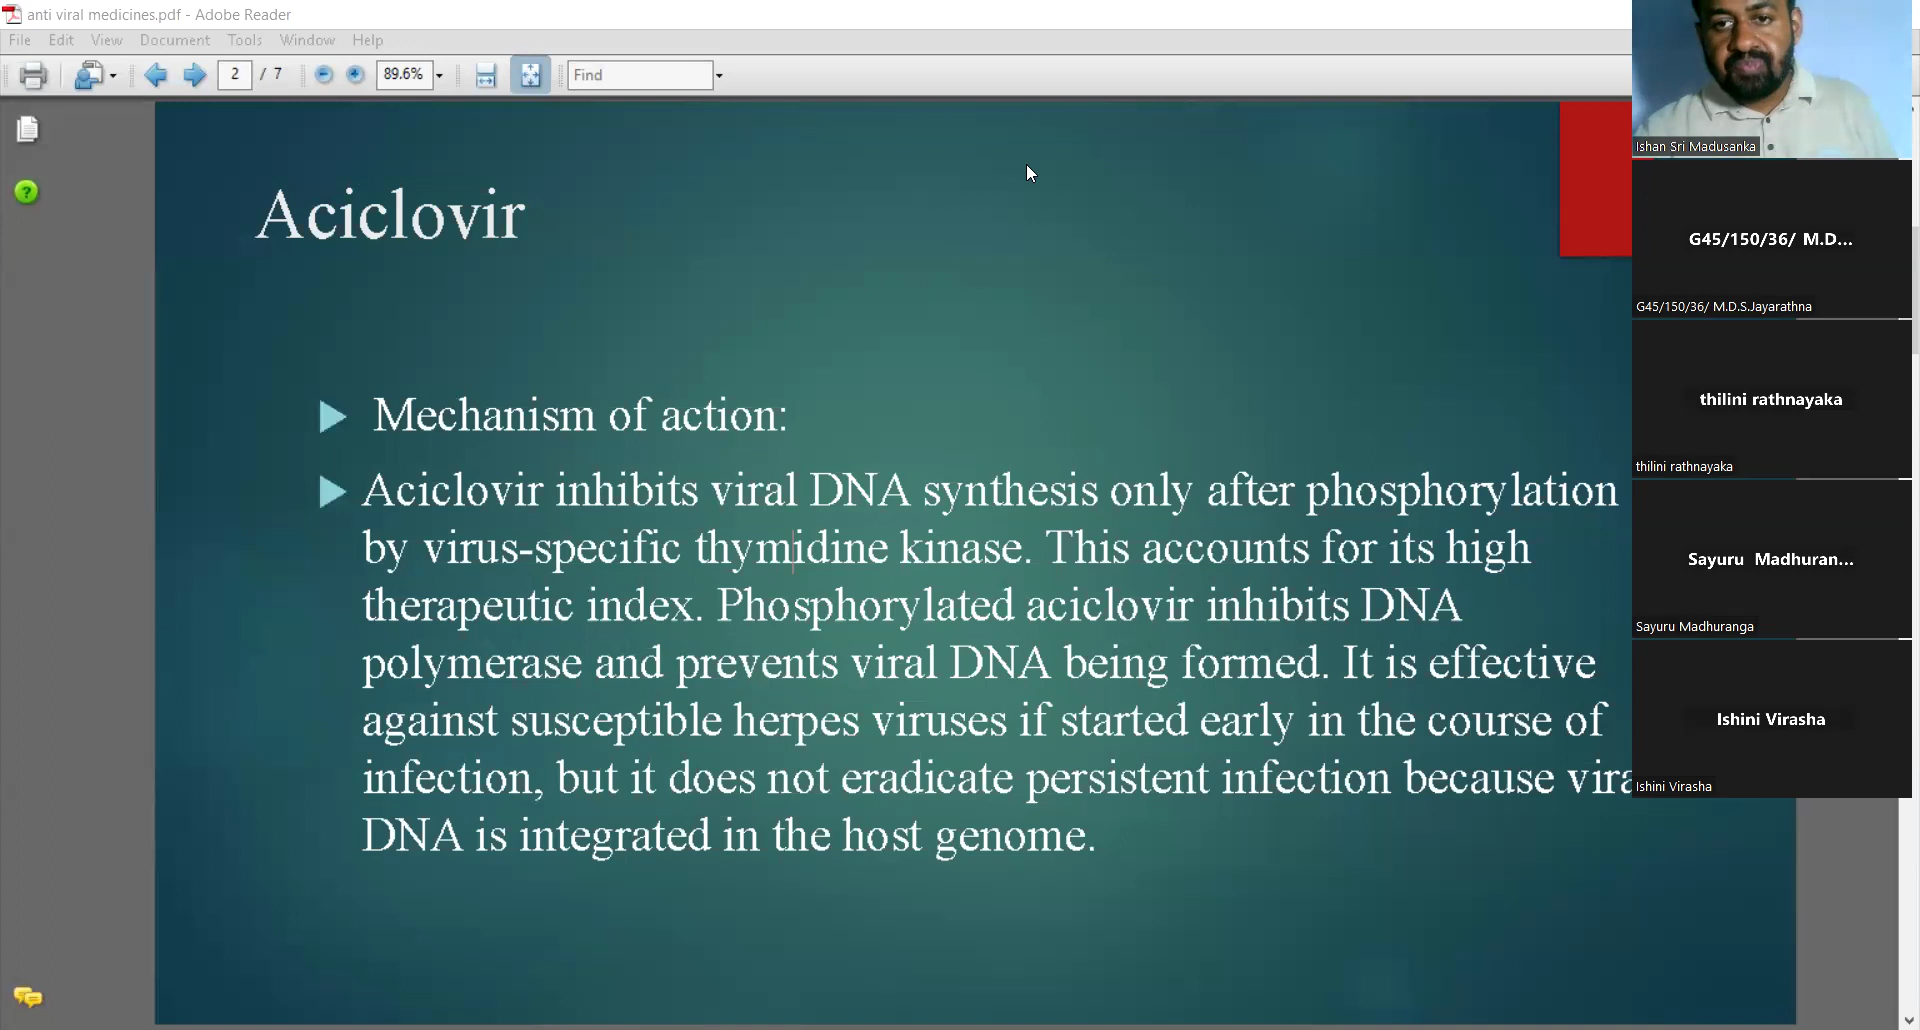 anti viral medicines.pdf - Adobe Reader
File Edit View Document Tools Window Help
2 / 7 89.6% Find
Aciclovir
Mechanism of action:
Aciclovir inhibits viral DNA synthesis only after phosphorylation
by virus-specific thymidine kinase. This accounts for its high
therapeutic index. Phosphorylated aciclovir inhibits DNA
polymerase and prevents viral DNA being formed. It is effective
against susceptible herpes viruses if started early in the course of
infection, but it does not eradicate persistent infection because vira
DNA is integrated in the host genome.
Ishan Sri Madusanka
G45/150/36/ M.D...
G45/150/36/ M.D.S.Jayarathna
thilini rathnayaka
thilini rathnayaka
Sayuru Madhuran...
Sayuru Madhuranga
Ishini Virasha
Ishini Virasha